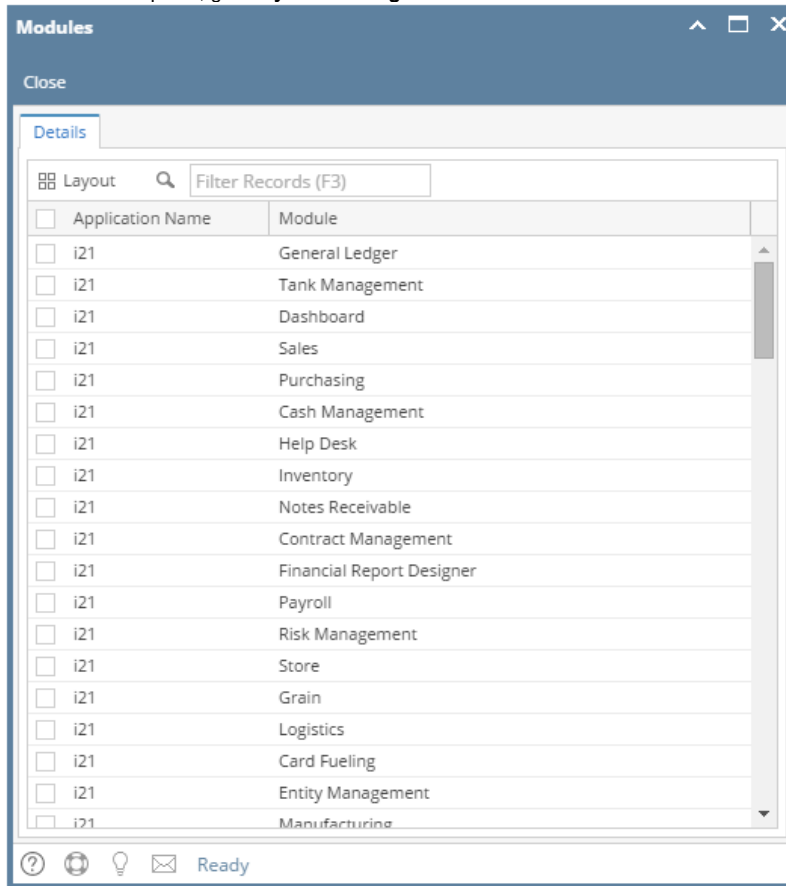 Modules
Close
Details
Layout Filter Records (F3)
Application Name Module
i21 General Ledger
i21 Tank Management
i21 Dashboard
i21 Sales
i21 Purchasing
i21 Cash Management
i21 Help Desk
i21 Inventory
i21 Notes Receivable
i21 Contract Management
i21 Financial Report Designer
i21 Payroll
i21 Risk Management
i21 Store
i21 Grain
i21 Logistics
i21 Card Fueling
i21 Entity Management
i21 Manufacturing
Ready